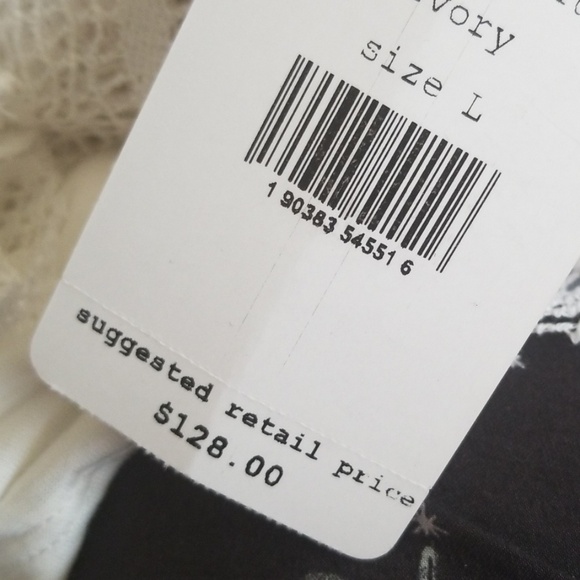 ivory
size L
1 90383 54551 6
suggested retail price
$128.00